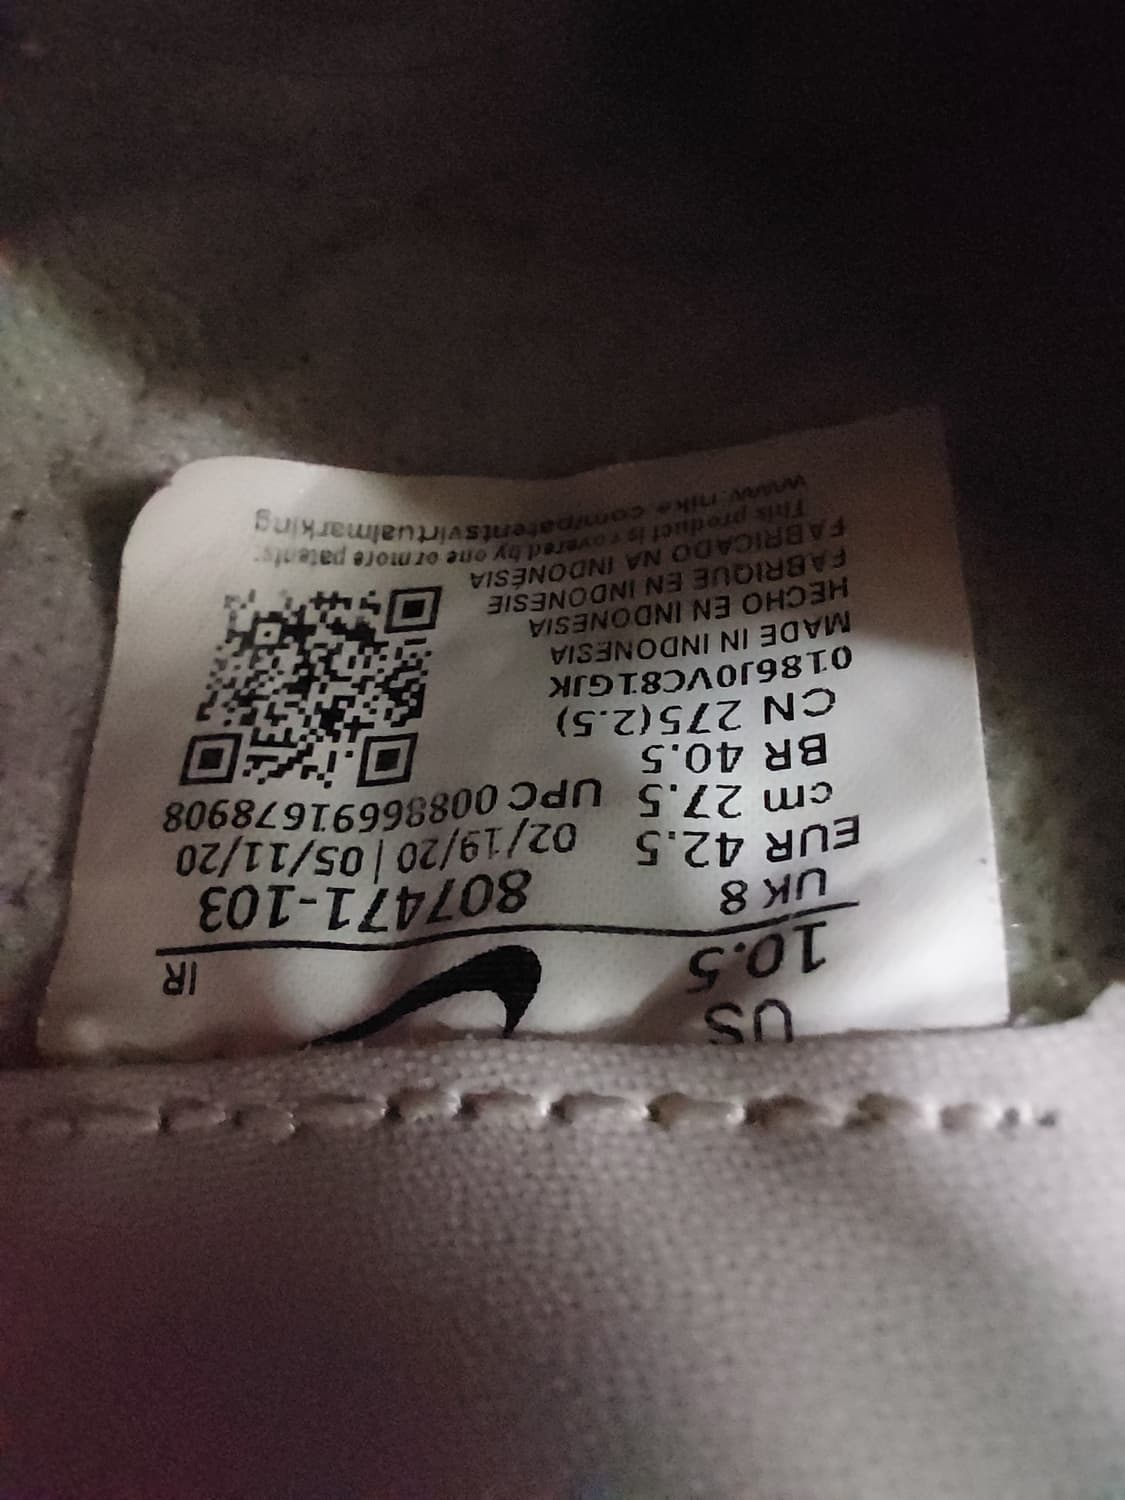 US
10.5
IR
UK 8
807471-103
EUR 42.5
02/19/20 | 05/11/20
cm 27.5
UPC 00886691678908
BR 40.5
CN 275(2.5)
0186J0VC81GJK
MADE IN INDONESIA
HECHO EN INDONESIA
FABRIQUE EN INDONESIE
FABRICADO NA INDONÉSIA
This product is covered by one or more patents:
www.nike.com/patentsvirtualmarking